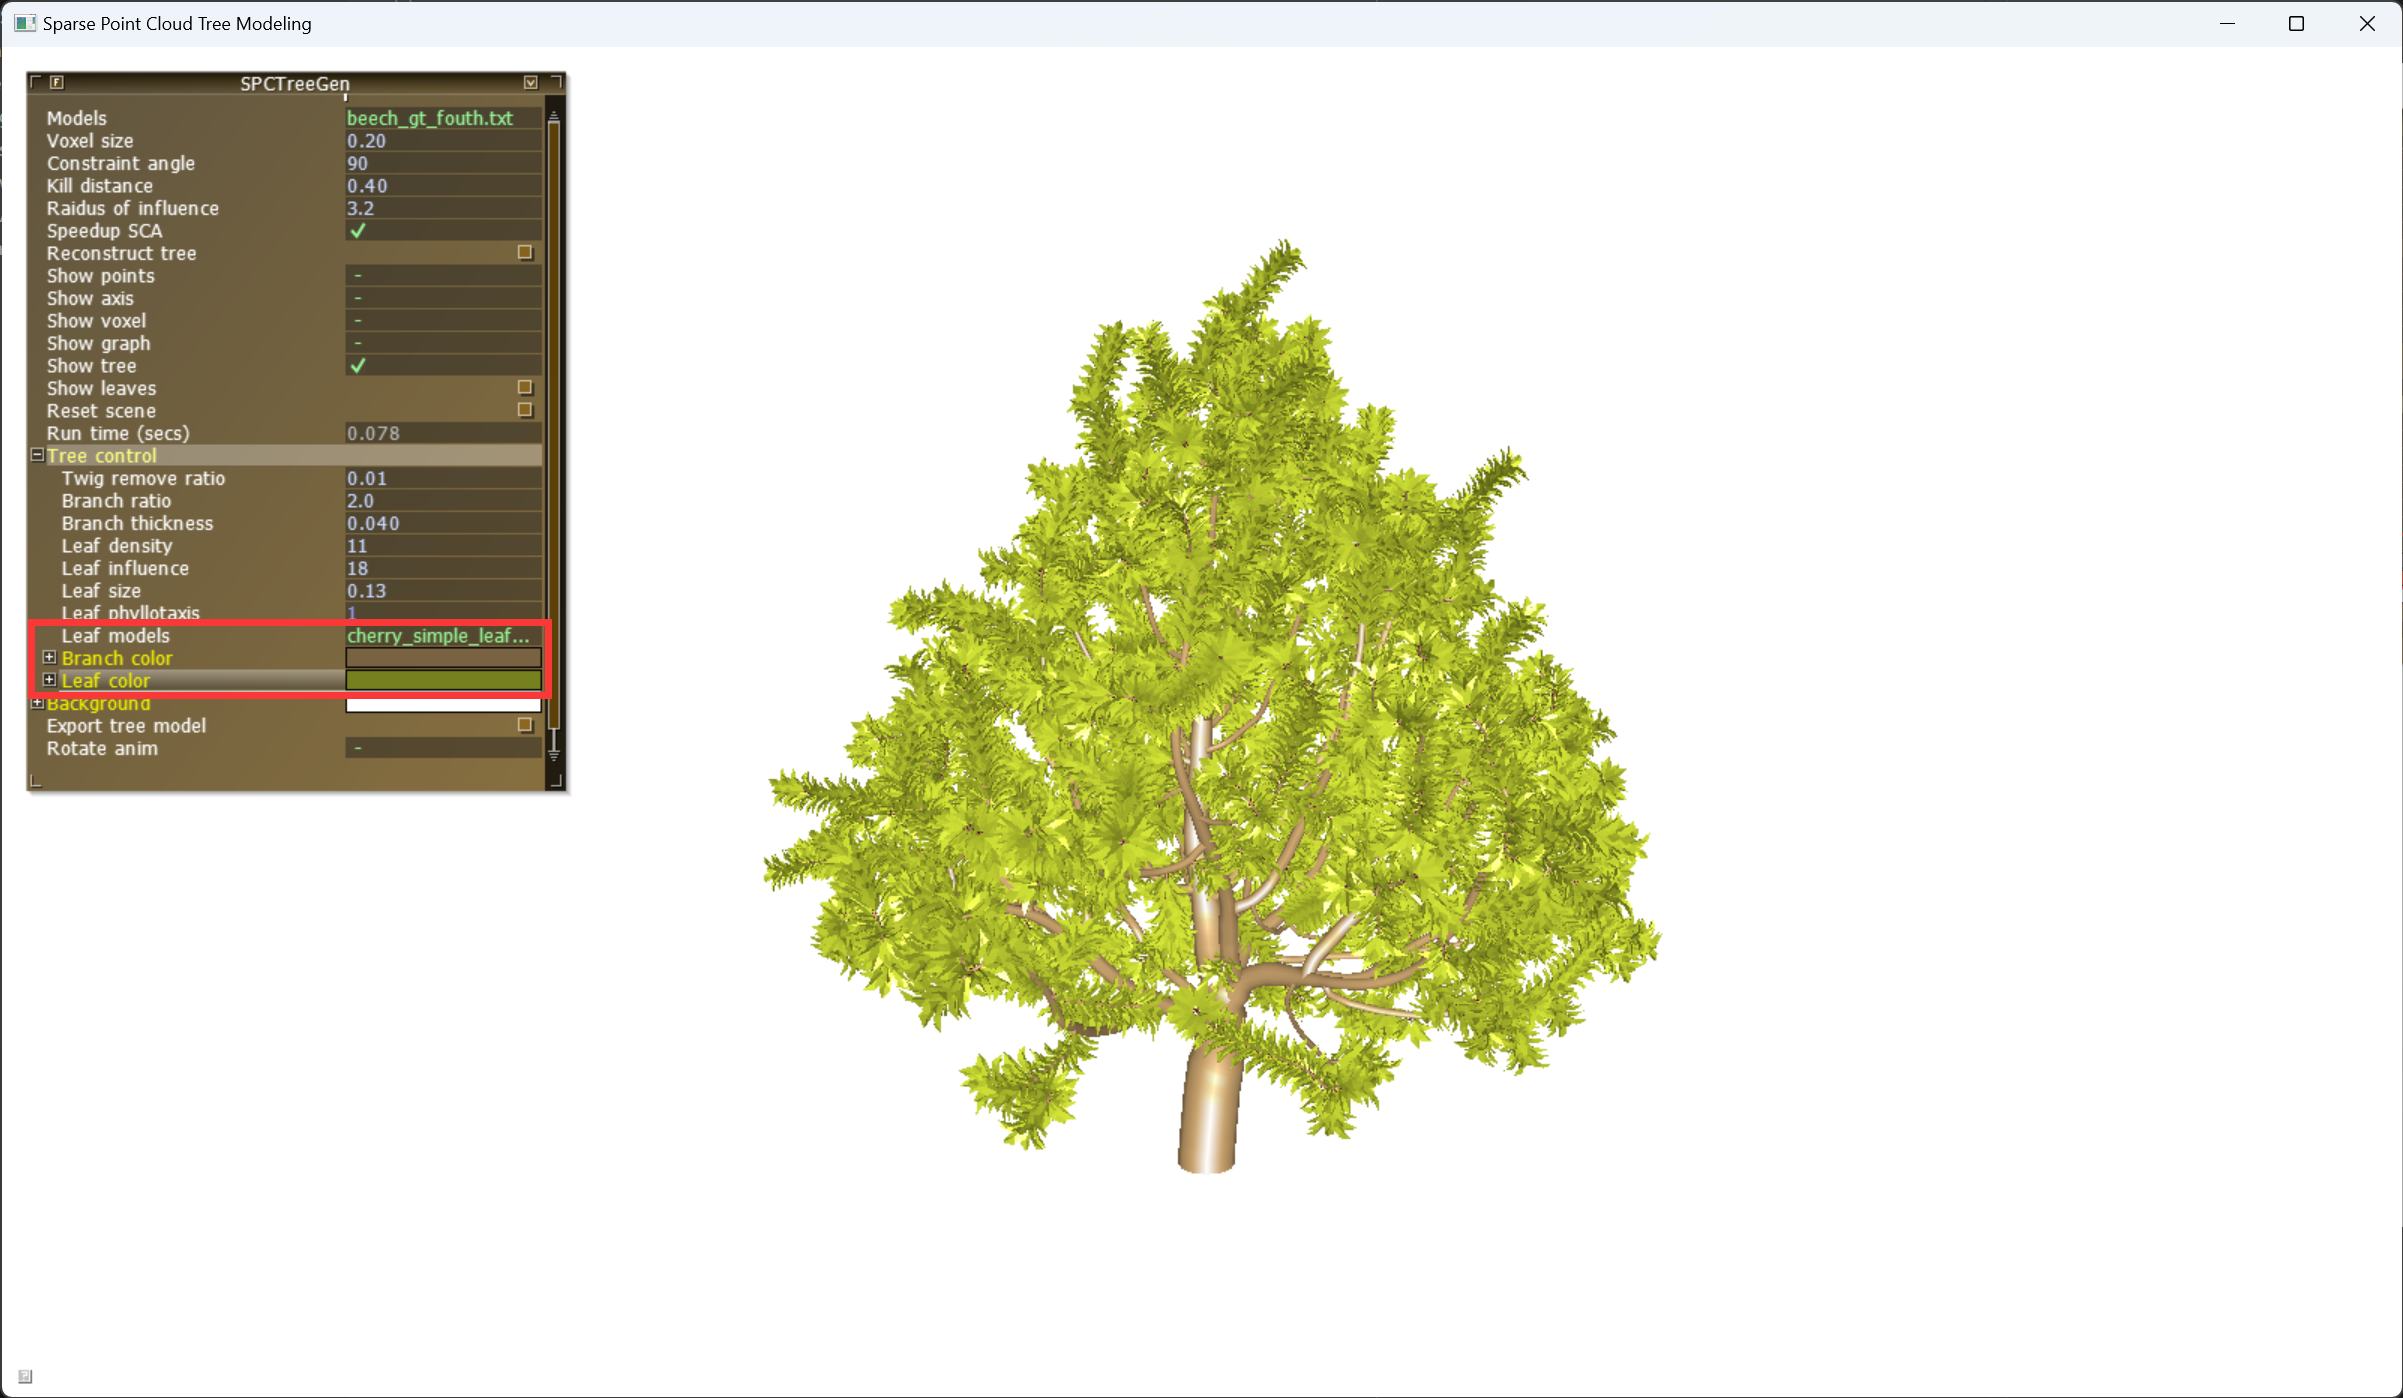 Sparse Point Cloud Tree Modeling
F SPCTreeGen V
Models beech_gt_fouth.txt
Voxel size 0.20
Constraint angle 90
Kill distance 0.40
Raidus of influence 3.2
Speedup SCA ✓
Reconstruct tree
Show points -
Show axis -
Show voxel -
Show graph -
Show tree ✓
Show leaves
Reset scene
Run time (secs) 0.078
Tree control
Twig remove ratio 0.01
Branch ratio 2.0
Branch thickness 0.040
Leaf density 11
Leaf influence 18
Leaf size 0.13
Leaf phyllotaxis 1
Leaf models cherry_simple_leaf...
Branch color
Leaf color
Background
Export tree model
Rotate anim -